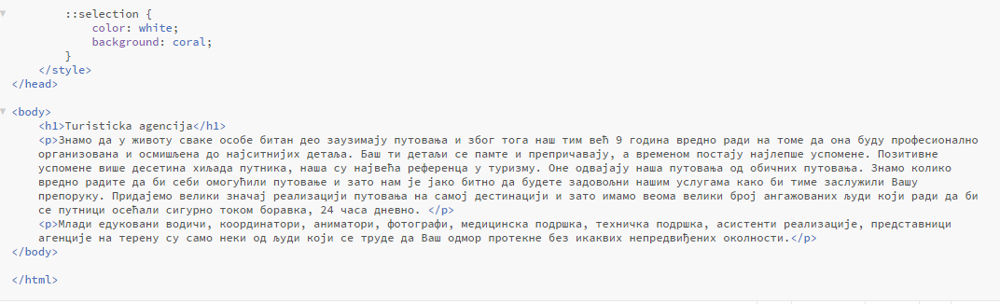 ::selection {
color: white;
background: coral;
}
</style>
</head>
<body>
<h1>Turisticka agencija</h1>
<p>Знамо да у животу сваке особе битан део заузимају путовања и због тога наш тим већ 9 година вредно ради на томе да она буду професионално
организована и осмишљена до најситнијих детаља. Баш ти детаљи се памте и препричавају, а временом постају најлепше успомене. Позитивне
успомене више десетина хиљада путника, наша су највећа референца у туризму. Оне одвајају наша путовања од обичних путовања. Знамо колико
вредно радите да би себи омогућили путовање и зато нам је јако битно да будете задовољни нашим услугама како би тиме заслужили Вашу
препоруку. Придајемо велики значај реализацији путовања на самој дестинацији и зато имамо веома велики број ангажованих људи који ради да би
се путници осећали сигурно током боравка, 24 часа дневно. </p>
<p>Млади едуковани водичи, координатори, аниматори, фотографи, медицинска подршка, техничка подршка, асистенти реализације, представници
агенције на терену су само неки од људи који се труде да Ваш одмор протекне без икаквих непредвиђених околности.</p>
</body>
</html>